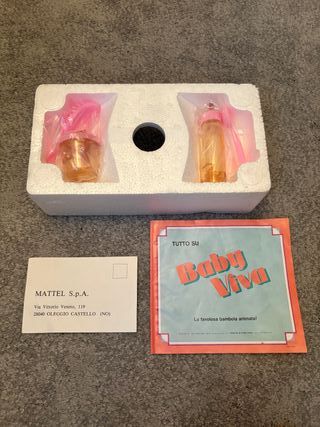 MATTEL S.p.A.
Via Vittorio Veneto, 119
28040 OLEGGIO CASTELLO (NO)
TUTTO SU
Baby
Viva
La favolosa bambola animata!